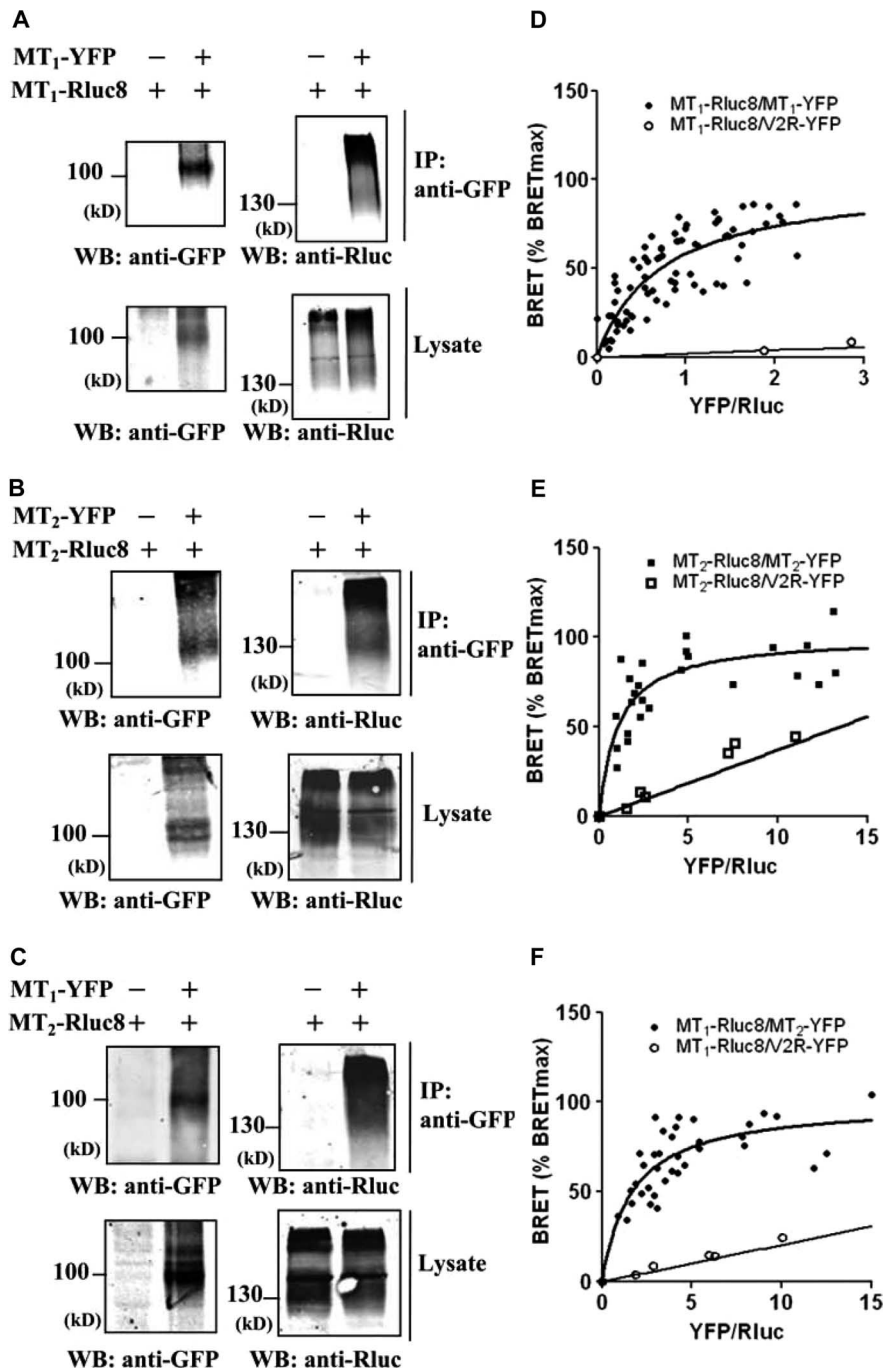 A
MT₁-YFP − + − +
MT₁-Rluc8 + + + +
100
(kD)
130
(kD)
IP:
anti-GFP
WB: anti-GFP WB: anti-Rluc
100
(kD)
130
(kD)
Lysate
WB: anti-GFP WB: anti-Rluc
D
150
100
50
0
BRET (% BRETmax)
MT₁-Rluc8/MT₁-YFP
MT₁-Rluc8/V2R-YFP
0 1 2 3
YFP/Rluc
B
MT₂-YFP − + − +
MT₂-Rluc8 + + + +
100
(kD)
130
(kD)
IP:
anti-GFP
WB: anti-GFP WB: anti-Rluc
100
(kD)
130
(kD)
Lysate
WB: anti-GFP WB: anti-Rluc
E
150
100
50
0
BRET (% BRETmax)
MT₂-Rluc8/MT₂-YFP
MT₂-Rluc8/V2R-YFP
0 5 10 15
YFP/Rluc
C
MT₁-YFP − + − +
MT₂-Rluc8 + + + +
100
(kD)
130
(kD)
IP:
anti-GFP
WB: anti-GFP WB: anti-Rluc
100
(kD)
130
(kD)
Lysate
WB: anti-GFP WB: anti-Rluc
F
150
100
50
0
BRET (% BRETmax)
MT₁-Rluc8/MT₂-YFP
MT₁-Rluc8/V2R-YFP
0 5 10 15
YFP/Rluc